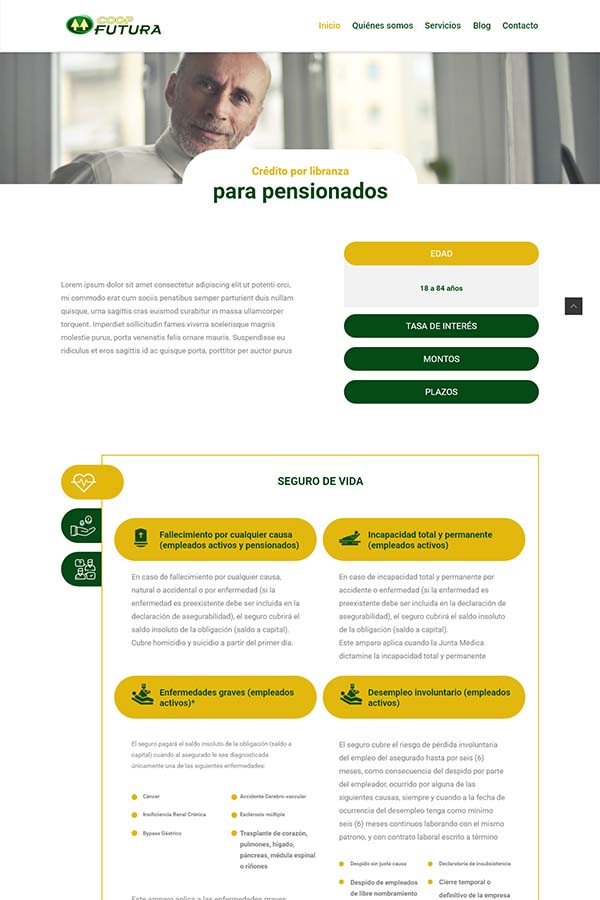 COOP
FUTURA
Inicio Quiénes somos Servicios Blog Contacto
Crédito por libranza
para pensionados
Lorem ipsum dolor sit amet consectetur adipiscing elit ut potenti orci,
mi commodo erat cum sociis penatibus semper parturient duis nullam
quisque, urna sagittis cras euismod curabitur in massa ullamcorper
torquent. Imperdiet sollicitudin fames viverra scelerisque magnis
molestie purus, porta venenatis felis ornare mauris. Suspendisse eu
ridiculus et eros sagittis id ac quisque porta, porttitor per auctor purus
EDAD
18 a 84 años
TASA DE INTERÉS
MONTOS
PLAZOS
SEGURO DE VIDA
Fallecimiento por cualquier causa
(empleados activos y pensionados)
En caso de fallecimiento por cualquier causa,
natural o accidental o por enfermedad (si la
enfermedad es preexistente debe ser incluida en la
declaración de asegurabilidad), el seguro cubrirá el
saldo insoluto de la obligación (saldo a capital).
Cubre homicidio y suicidio a partir del primer día.
Incapacidad total y permanente
(empleados activos)
En caso de incapacidad total y permanente por
accidente o enfermedad (si la enfermedad es
preexistente debe ser incluida en la declaración de
asegurabilidad), el seguro cubrirá el saldo insoluto
de la obligación (saldo a capital).
Este amparo aplica cuando la Junta Médica
dictamine la incapacidad total y permanente
Enfermedades graves (empleados
activos)*
El seguro pagará el saldo insoluto de la obligación (saldo a
capital) cuando al asegurado le sea diagnosticada
únicamente una de las siguientes enfermedades:
Cáncer
Insificiencia Renal Crónica
Bypass Gástrico
Accidente Cerebro-vascular
Esclerosis múltiple
Trasplante de corazón,
pulmones, hígado,
páncreas, médula espinal
o riñones
Este amparo aplica a las enfermedades graves
Desempleo involuntario (empleados
activos)
El seguro cubre el riesgo de pérdida involuntaria
del empleo del asegurado hasta por seis (6)
meses, como consecuencia del despido por parte
del empleador, ocurrido por alguna de las
siguientes causas, siempre y cuando a la fecha de
ocurrencia del desempleo tenga como mínimo
seis (6) meses continuos laborando con el mismo
patrono, y con contrato laboral escrito a término
Despido sin justa causa
Despido de empleados
de libre nombramiento
Declaratoria de insubsistencia
Cierre temporal o
definitivo de la empresa